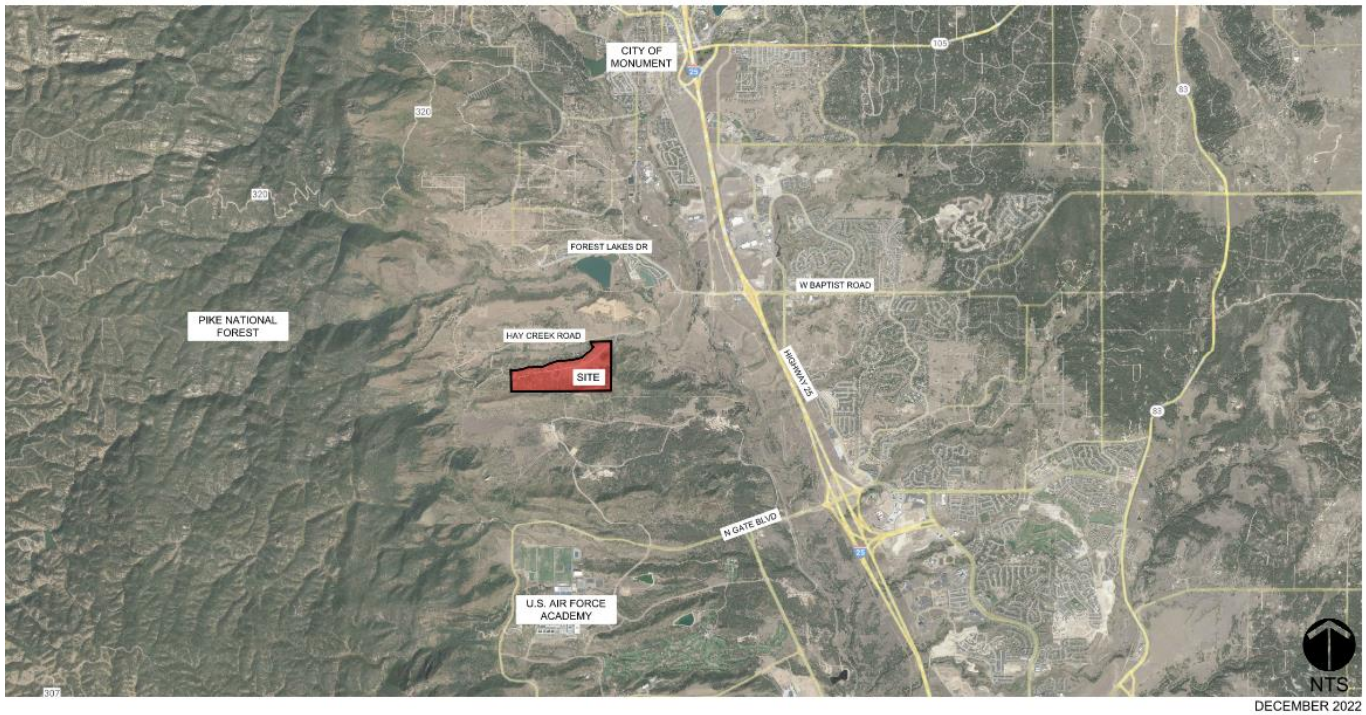 CITY OF
MONUMENT
105
25
83
320
320
FOREST LAKES DR
W BAPTIST ROAD
PIKE NATIONAL
FOREST
HAY CREEK ROAD
SITE
HIGHWAY 25
83
N GATE BLVD
25
U.S. AIR FORCE
ACADEMY
307
NTS
DECEMBER 2022